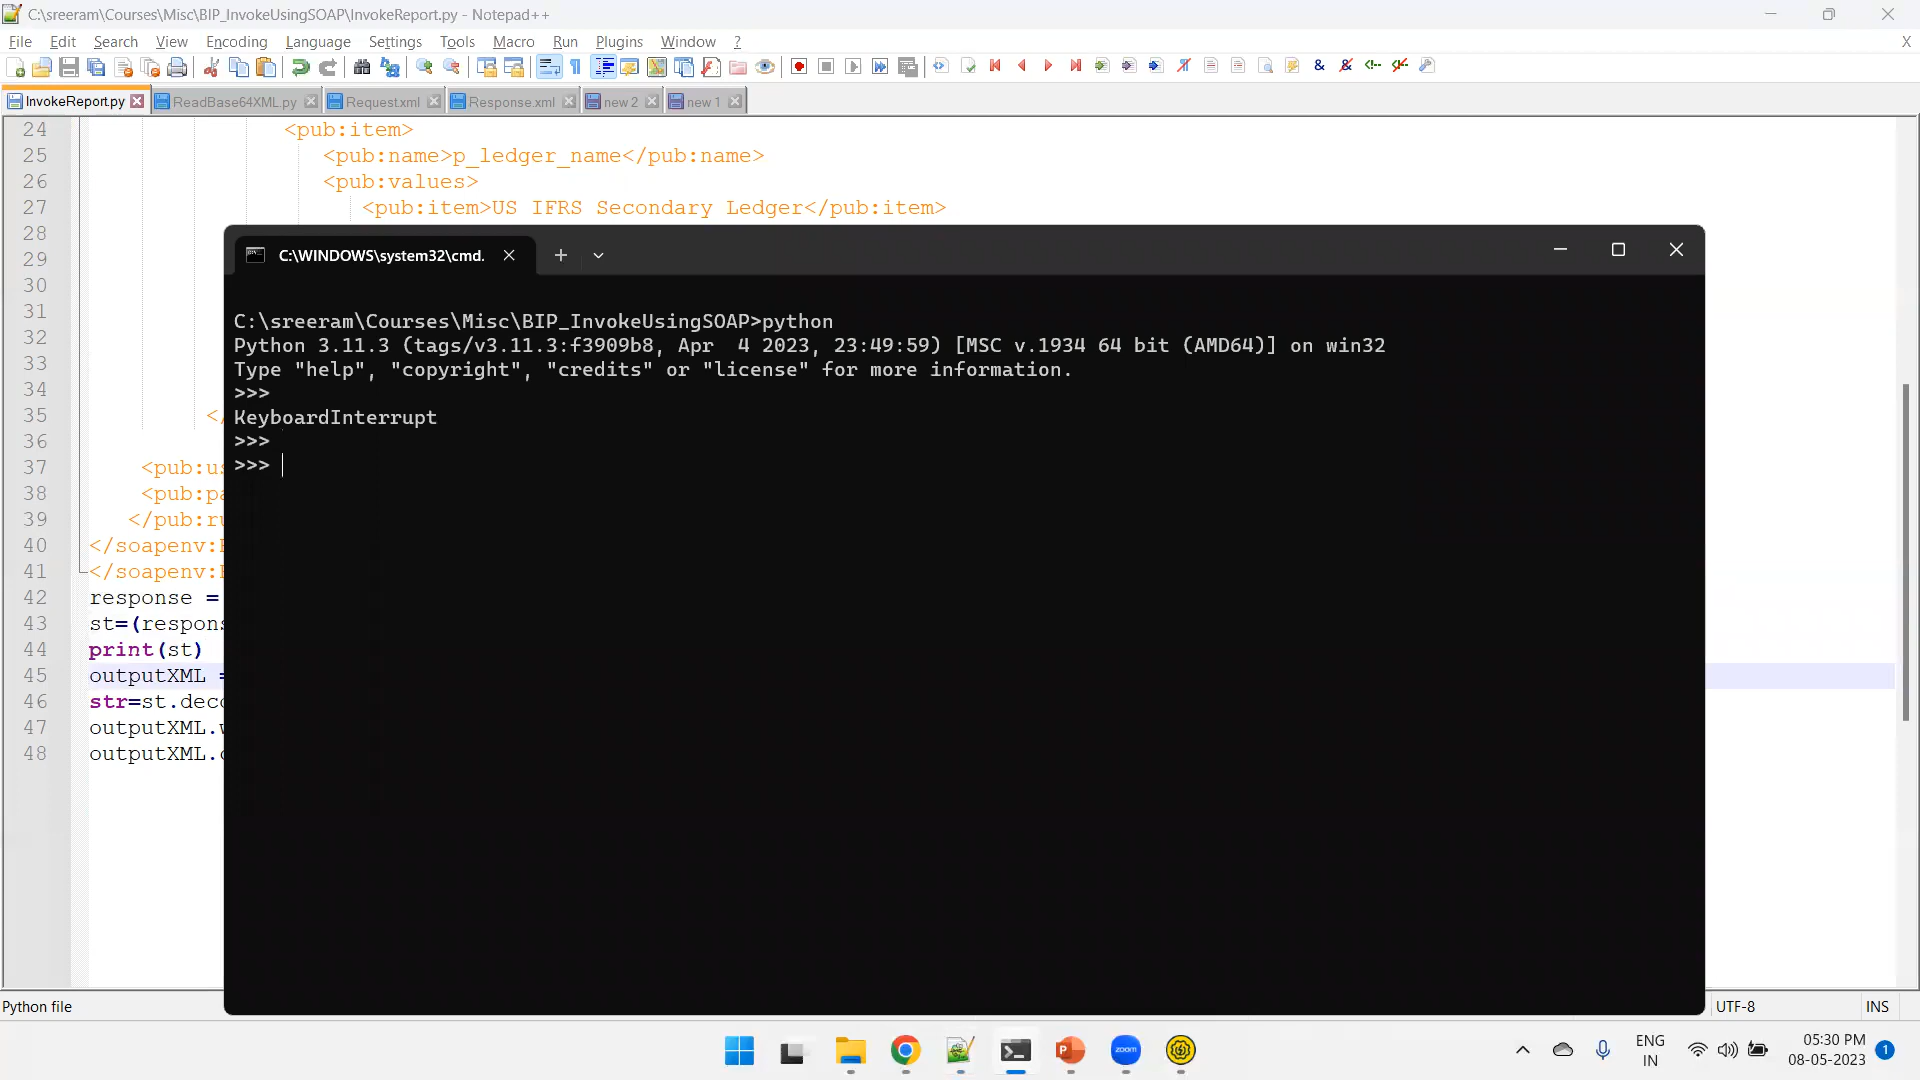 C:\sreeram\Courses\Misc\BIP_InvokeUsingSOAP\InvokeReport.py - Notepad++
File Edit Search View Encoding Language Settings Tools Macro Run Plugins Window ? X
InvokeReport.py ReadBase64XML.py Request.xml Response.xml new 2 new 1
24 <pub:item>
25 <pub:name>p_ledger_name</pub:name>
26 <pub:values>
27 <pub:item>US IFRS Secondary Ledger</pub:item>
28
29
30
31
32
33
34
35 </
36
37 <pub:us
38 <pub:pa
39 </pub:ru
40 </soapenv:
41 </soapenv:
42 response =
43 st=(respons
44 print(st)
45 outputXML =
46 str=st.deco
47 outputXML.w
48 outputXML.c
C:\WINDOWS\system32\cmd.
C:\sreeram\Courses\Misc\BIP_InvokeUsingSOAP>python
Python 3.11.3 (tags/v3.11.3:f3909b8, Apr  4 2023, 23:49:59) [MSC v.1934 64 bit (AMD64)] on win32
Type "help", "copyright", "credits" or "license" for more information.
>>>
KeyboardInterrupt
>>>
>>>
Python file UTF-8 INS
zoom
ENG
IN
05:30 PM
08-05-2023
1